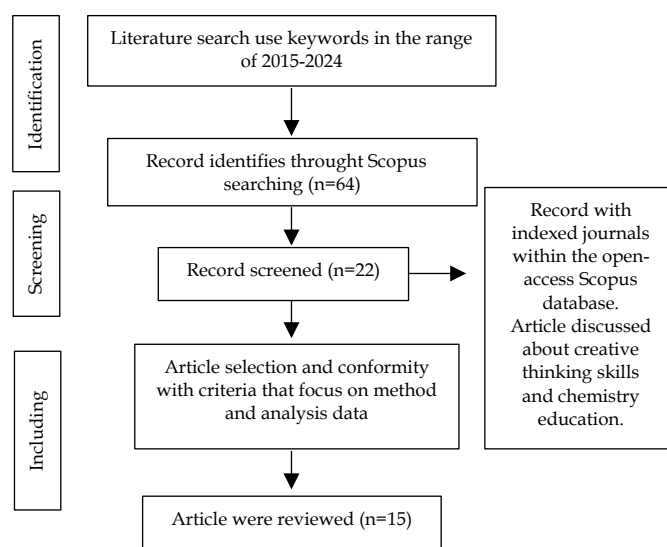 Identification
Literature search use keywords in the range
of 2015-2024
Record identifies throught Scopus
searching (n=64)
Screening
Record screened (n=22)
Record with
indexed journals
within the open-
access Scopus
database.
Article discussed
about creative
thinking skills
and chemistry
education.
Including
Article selection and conformity
with criteria that focus on method
and analysis data
Article were reviewed (n=15)